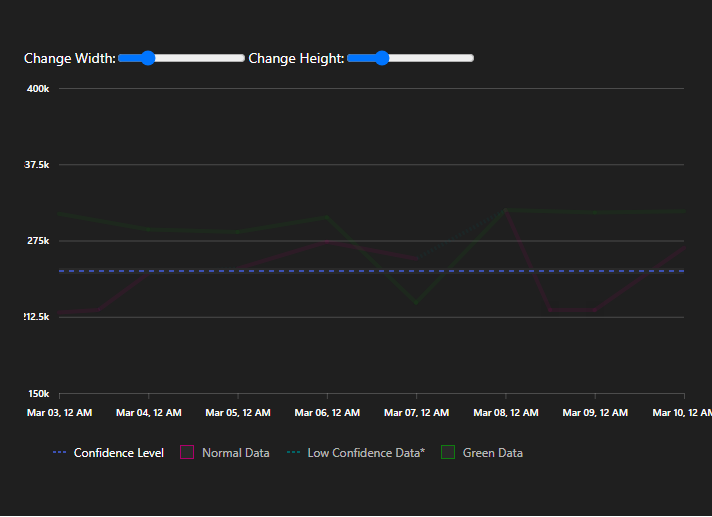 Change Width: Change Height:
400k
37.5k
275k
212.5k
150k
Mar 03, 12 AM Mar 04, 12 AM Mar 05, 12 AM Mar 06, 12 AM Mar 07, 12 AM Mar 08, 12 AM Mar 09, 12 AM Mar 10, 12 AM
Confidence Level Normal Data Low Confidence Data* Green Data